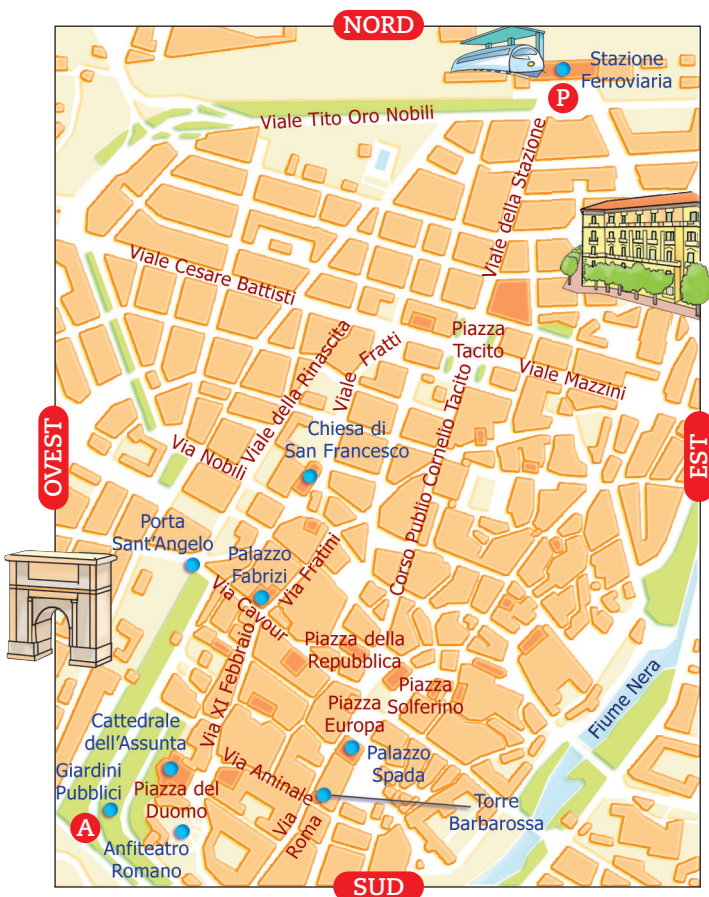 NORD
Stazione
Ferroviaria
P
Viale Tito Oro Nobili
Viale della Stazione
Viale Cesare Battisti
Piazza
Tacito
Viale della Rinascita
Viale Fratti
Viale Mazzini
Corso Publio Cornelio Tacito
OVEST
EST
Chiesa di
San Francesco
Via Nobili
Porta
Sant'Angelo
Palazzo
Fabrizi
Via Fratini
Via Cavour
Via XI Febbraio
Piazza della
Repubblica
Piazza
Solferino
Piazza
Europa
Fiume Nera
Cattedrale
dell'Assunta
Palazzo
Spada
Giardini
Pubblici
Piazza del
Duomo
Via Aminale
Via
Roma
Torre
Barbarossa
A
Anfiteatro
Romano
SUD